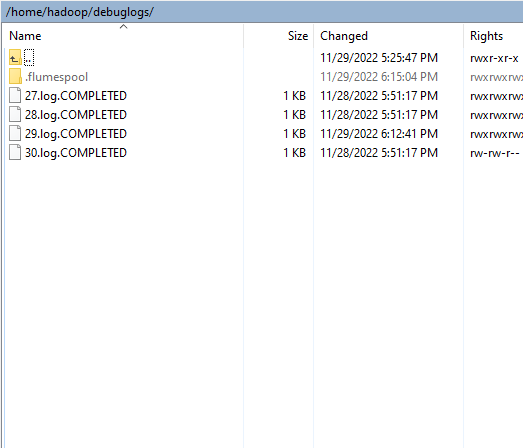 /home/hadoop/debuglogs/
Name Size Changed Rights
.. 11/29/2022 5:25:47 PM rwxr-xr-x
.flumespool 11/29/2022 6:15:04 PM rwxrwxrwx
27.log.COMPLETED 1 KB 11/28/2022 5:51:17 PM rwxrwxrwx
28.log.COMPLETED 1 KB 11/28/2022 5:51:17 PM rwxrwxrwx
29.log.COMPLETED 1 KB 11/29/2022 6:12:41 PM rwxrwxrwx
30.log.COMPLETED 1 KB 11/28/2022 5:51:17 PM rw-rw-r--